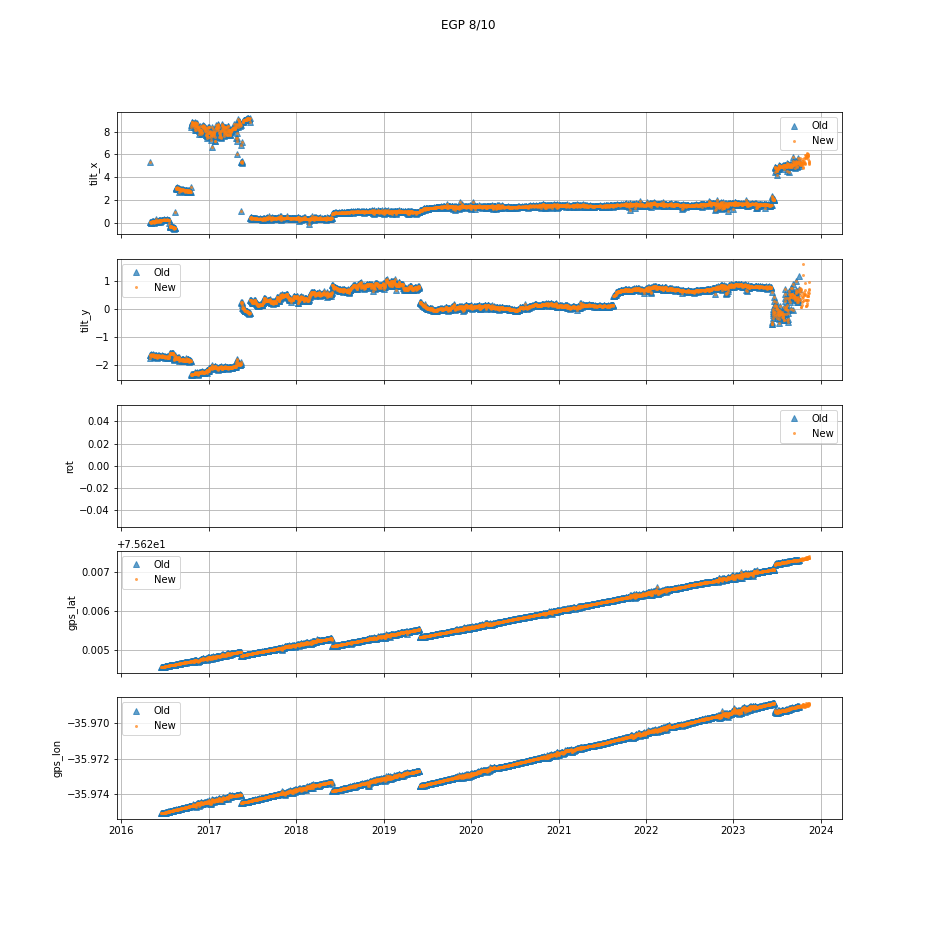 EGP 8/10
8
6
4
2
0
tilt_x
Old
New
1
0
−1
−2
tilt_y
Old
New
0.04
0.02
0.00
−0.02
−0.04
rot
Old
New
+7.562e1
0.007
0.006
0.005
gps_lat
Old
New
−35.970
−35.972
−35.974
gps_lon
Old
New
2016 2017 2018 2019 2020 2021 2022 2023 2024